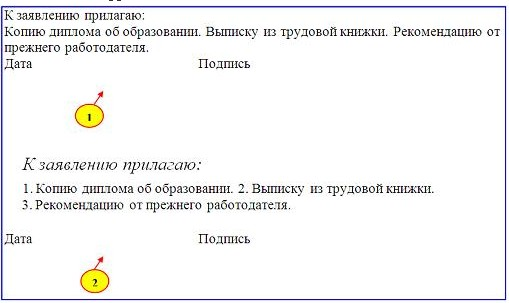 К заявлению прилагаю:
Копию диплома об образовании. Выписку из трудовой книжки. Рекомендацию от
прежнего работодателя.
Дата Подпись
1
К заявлению прилагаю:
1. Копию диплома об образовании. 2. Выписку из трудовой книжки.
3. Рекомендацию от прежнего работодателя.
Дата Подпись
2